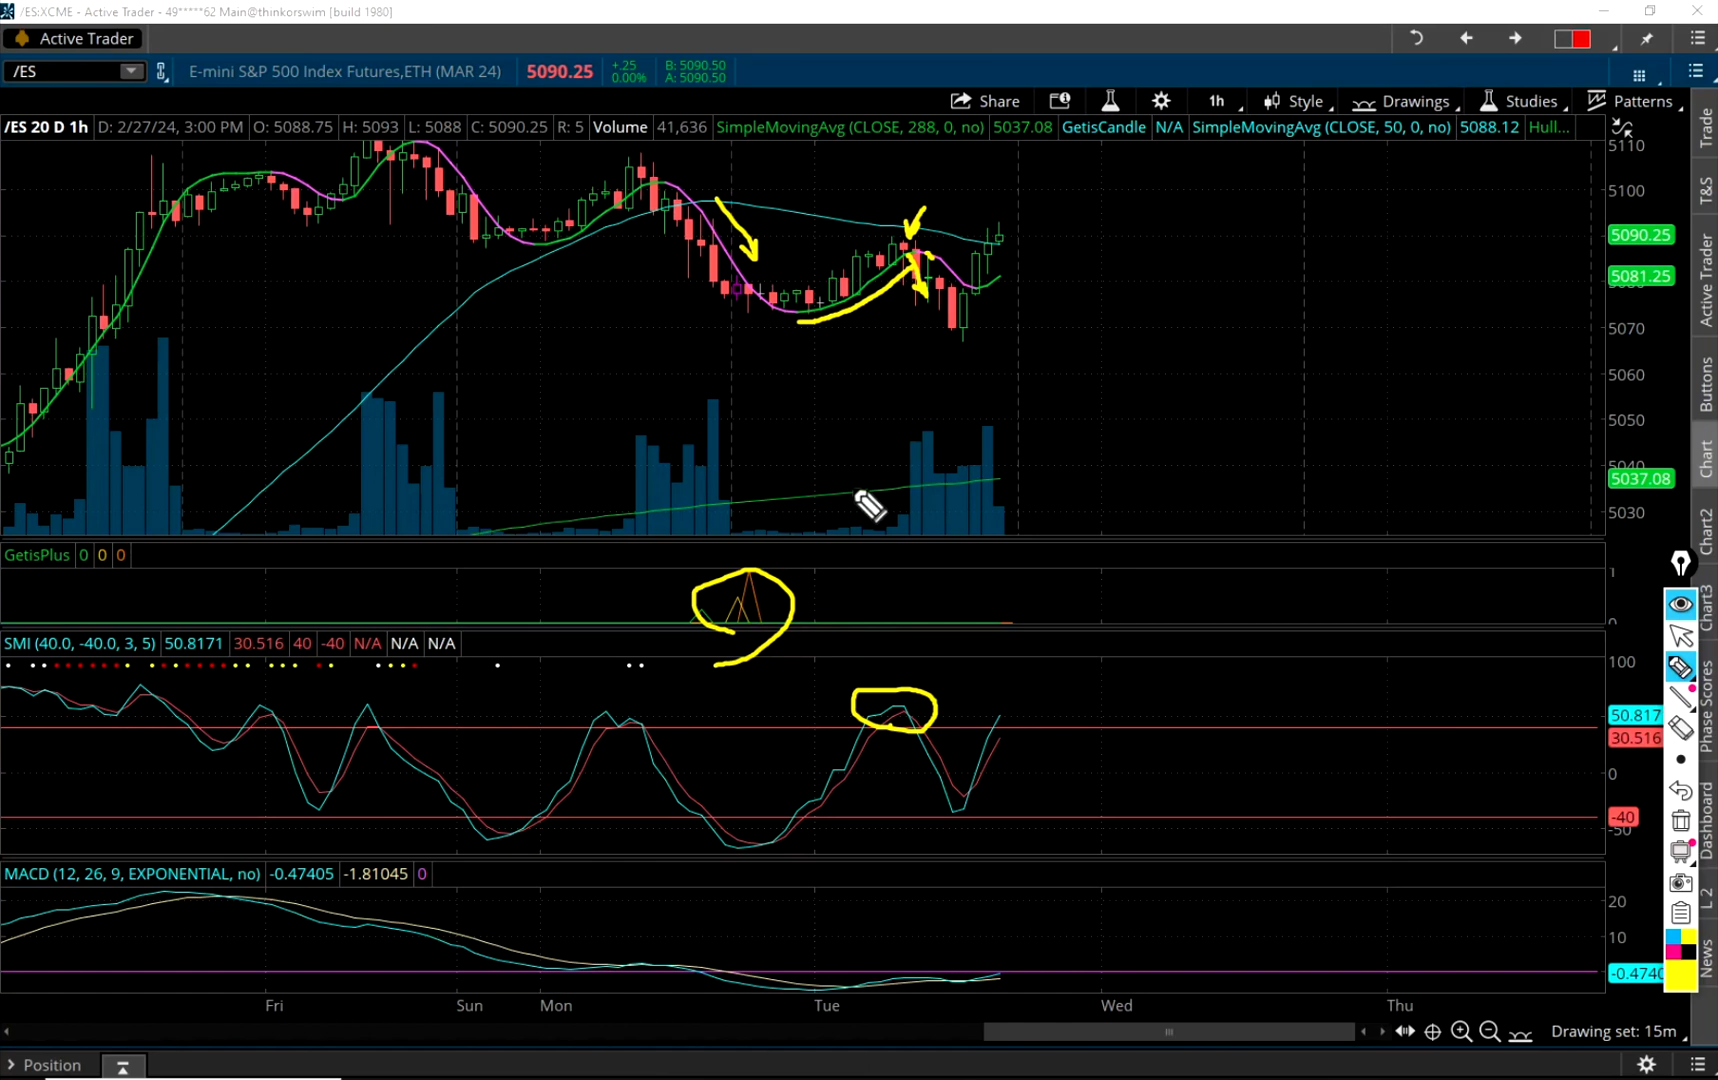 /ES:XCME - Active Trader - 49*****62 Main@thinkorswim [build 1980]
Active Trader
/ES
E-mini S&P 500 Index Futures,ETH (MAR 24)
5090.25
+.25
0.00%
B: 5090.50
A: 5090.50
Share
1h
Style
Drawings
Studies
Patterns
/ES 20 D 1h
D: 2/27/24, 3:00 PM
O: 5088.75
H: 5093
L: 5088
C: 5090.25
R: 5
Volume
41,636
SimpleMovingAvg (CLOSE, 288, 0, no)
5037.08
GetisCandle
N/A
SimpleMovingAvg (CLOSE, 50, 0, no)
5088.12
Hull...
5110
5100
5090.25
5081.25
5070
5060
5050
5037.08
5030
GetisPlus
0
0
0
1
0
SMI (40.0, -40.0, 3, 5)
50.8171
30.516
40
-40
N/A
N/A
N/A
100
50.817
30.516
0
-40
-50
MACD (12, 26, 9, EXPONENTIAL, no)
-0.47405
-1.81045
0
20
10
-0.4740
Fri
Sun
Mon
Tue
Wed
Thu
Drawing set: 15m
Position
Trade
T&S
Active Trader
Buttons
Chart
Chart2
Chart3
Phase Scores
Dashboard
L 2
News